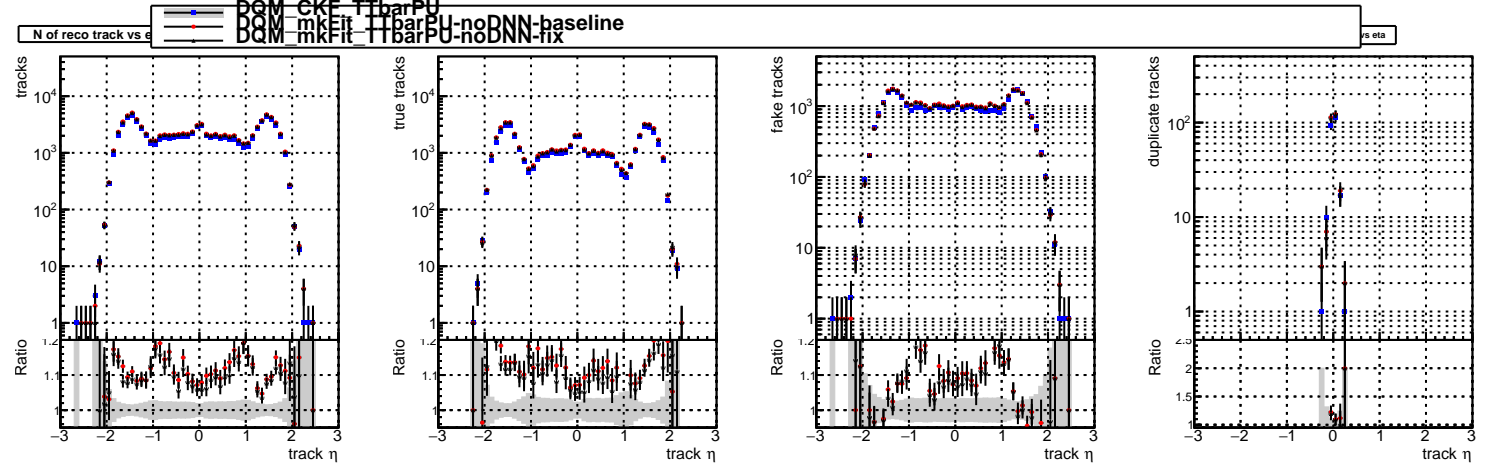 DQM_CKF_TTbarPU
DQM_mkFit_TTbarPU-noDNN-baseline
DQM_mkFit_TTbarPU-noDNN-fix
N of reco track vs e
vs eta
tracks
10⁴
10³
10²
10
1
Ratio
1.2
1.1
1
−3 −2 −1 0 1 2 3
track η
true tracks
10⁴
10³
10²
10
1
Ratio
1.2
1.1
1
−3 −2 −1 0 1 2 3
track η
fake tracks
10³
10²
10
1
Ratio
1.2
1.1
1
−3 −2 −1 0 1 2 3
track η
duplicate tracks
10²
10
1
Ratio
2.5
2
1.5
1
−3 −2 −1 0 1 2 3
track η